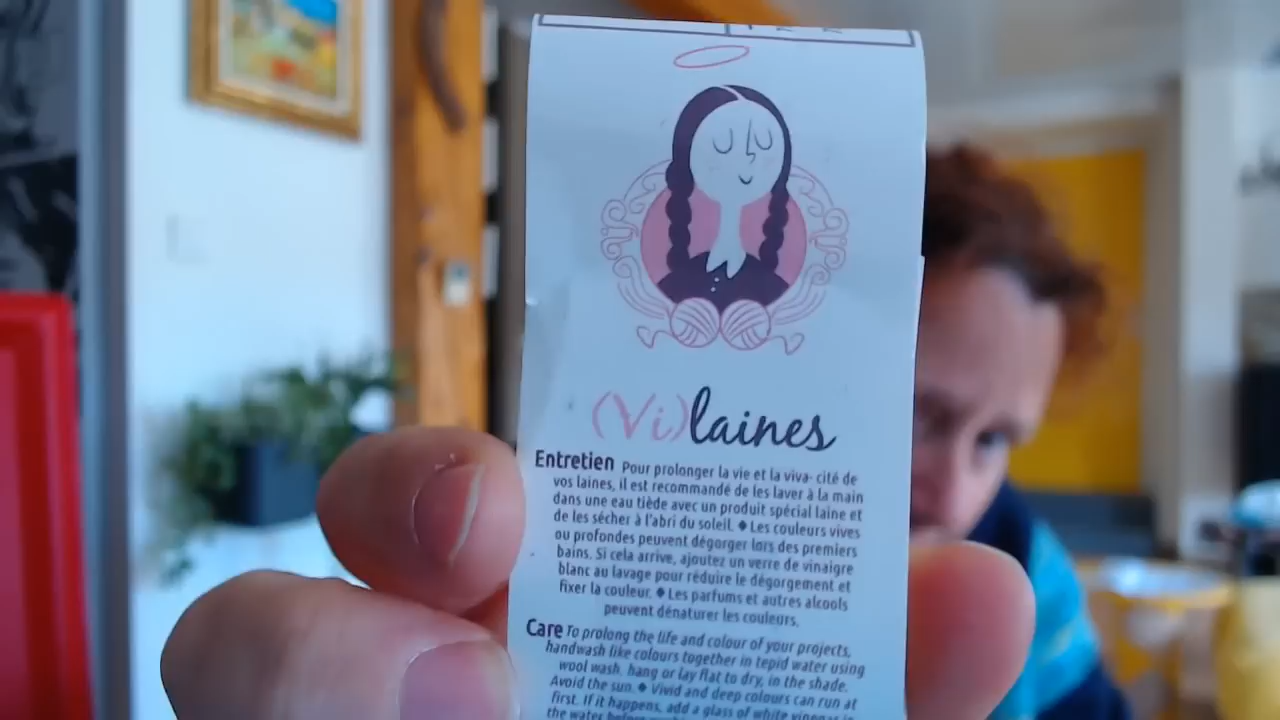 (Vi)laines
Entretien Pour prolonger la vie et la viva- cité de
vos laines, il est recommandé de les laver à la main
dans une eau tiède avec un produit spécial laine et
de les sécher à l'abri du soleil. ◆ Les couleurs vives
ou profondes peuvent dégorger lors des premiers
bains. Si cela arrive, ajoutez un verre de vinaigre
blanc au lavage pour réduire le dégorgement et
fixer la couleur. ◆ Les parfums et autres alcools
peuvent dénaturer les couleurs.
Care To prolong the life and colour of your projects,
handwash like colours together in tepid water using
wool wash. hang or lay flat to dry, in the shade.
Avoid the sun. ◆ Vivid and deep colours can run at
first. If it happens, add a glass of white vinegar in
the water before